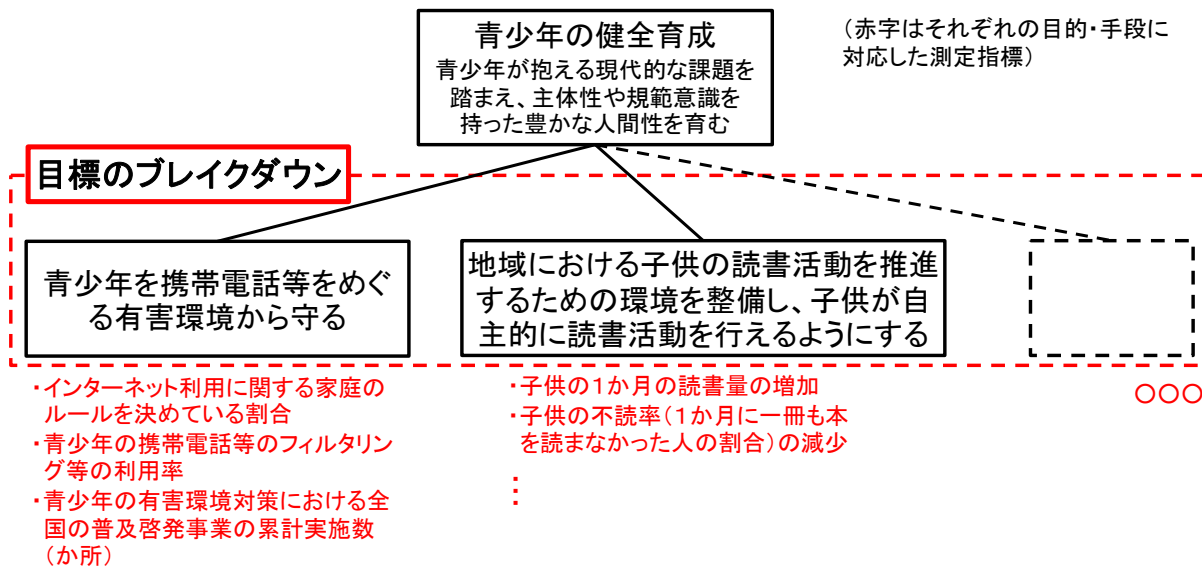 青少年の健全育成
青少年が抱える現代的な課題を
踏まえ、主体性や規範意識を
持った豊かな人間性を育む
（赤字はそれぞれの目的・手段に
対応した測定指標）
目標のブレイクダウン
青少年を携帯電話等をめぐ
る有害環境から守る
地域における子供の読書活動を推進
するための環境を整備し、子供が自
主的に読書活動を行えるようにする
・インターネット利用に関する家庭の
ルールを決めている割合
・青少年の携帯電話等のフィルタリン
グ等の利用率
・青少年の有害環境対策における全
国の普及啓発事業の累計実施数
（か所）
・子供の１か月の読書量の増加
・子供の不読率（１か月に一冊も本
を読まなかった人の割合）の減少
⋮
○○○